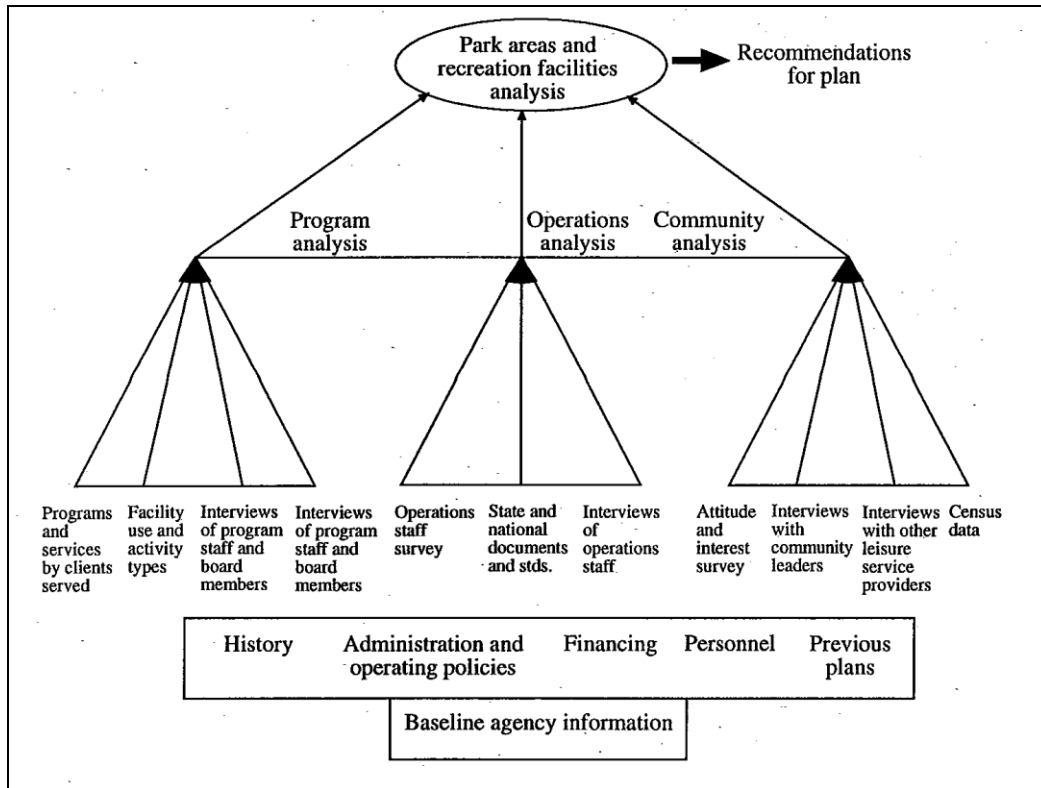 Park areas and
recreation facilities
analysis
Recommendations
for plan
Program
analysis
Operations
analysis
Community
analysis
Programs
and
services
by clients
served
Facility
use and
activity
types
Interviews
of program
staff and
board
members
Interviews
of program
staff and
board
members
Operations
staff
survey
State and
national
documents
and stds.
Interviews
of
operations
staff
Attitude
and
interest
survey
Interviews
with
community
leaders
Interviews
with other
leisure
service
providers
Census
data
History
Administration and
operating policies
Financing
Personnel
Previous
plans
Baseline agency information